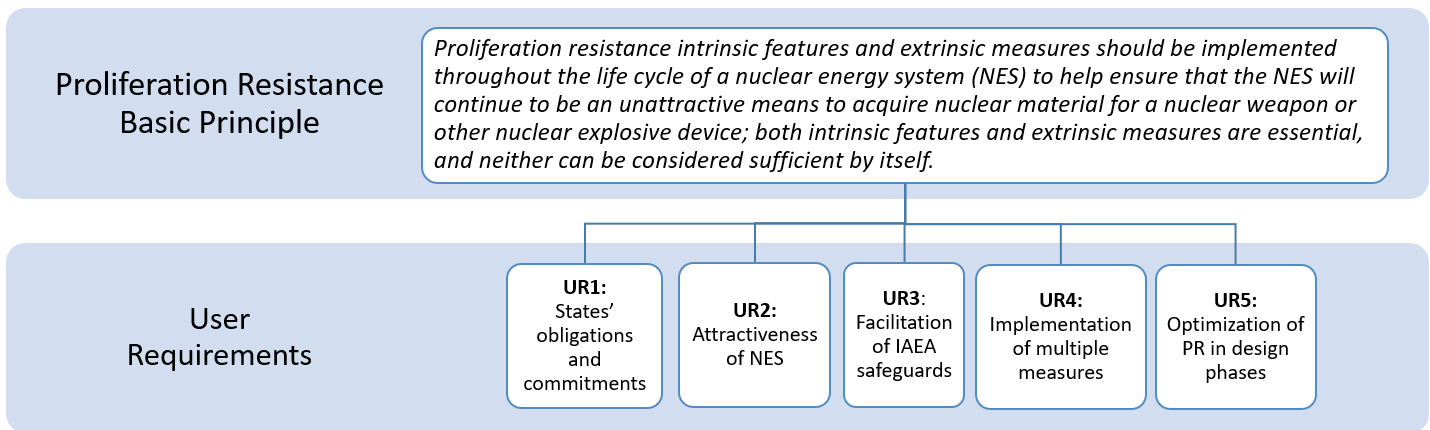 Proliferation Resistance
Basic Principle
Proliferation resistance intrinsic features and extrinsic measures should be implemented
throughout the life cycle of a nuclear energy system (NES) to help ensure that the NES will
continue to be an unattractive means to acquire nuclear material for a nuclear weapon or
other nuclear explosive device; both intrinsic features and extrinsic measures are essential,
and neither can be considered sufficient by itself.
User
Requirements
UR1:
States’
obligations
and
commitments
UR2:
Attractiveness
of NES
UR3:
Facilitation
of IAEA
safeguards
UR4:
Implementation
of multiple
measures
UR5:
Optimization of
PR in design
phases